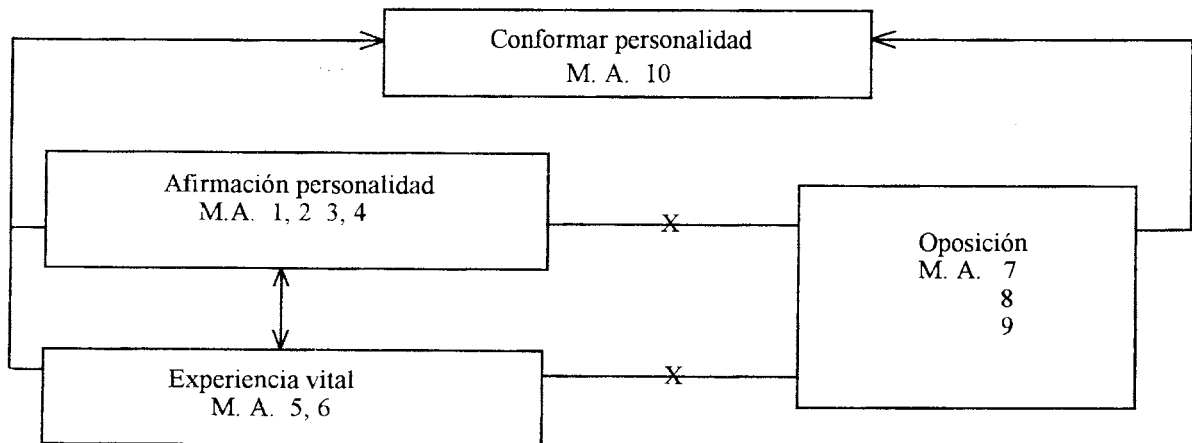 Conformar personalidad
M. A. 10
Afirmación personalidad
M.A. 1, 2 3, 4
X
Oposición
M. A. 7
8
9
Experiencia vital
M. A. 5, 6
X